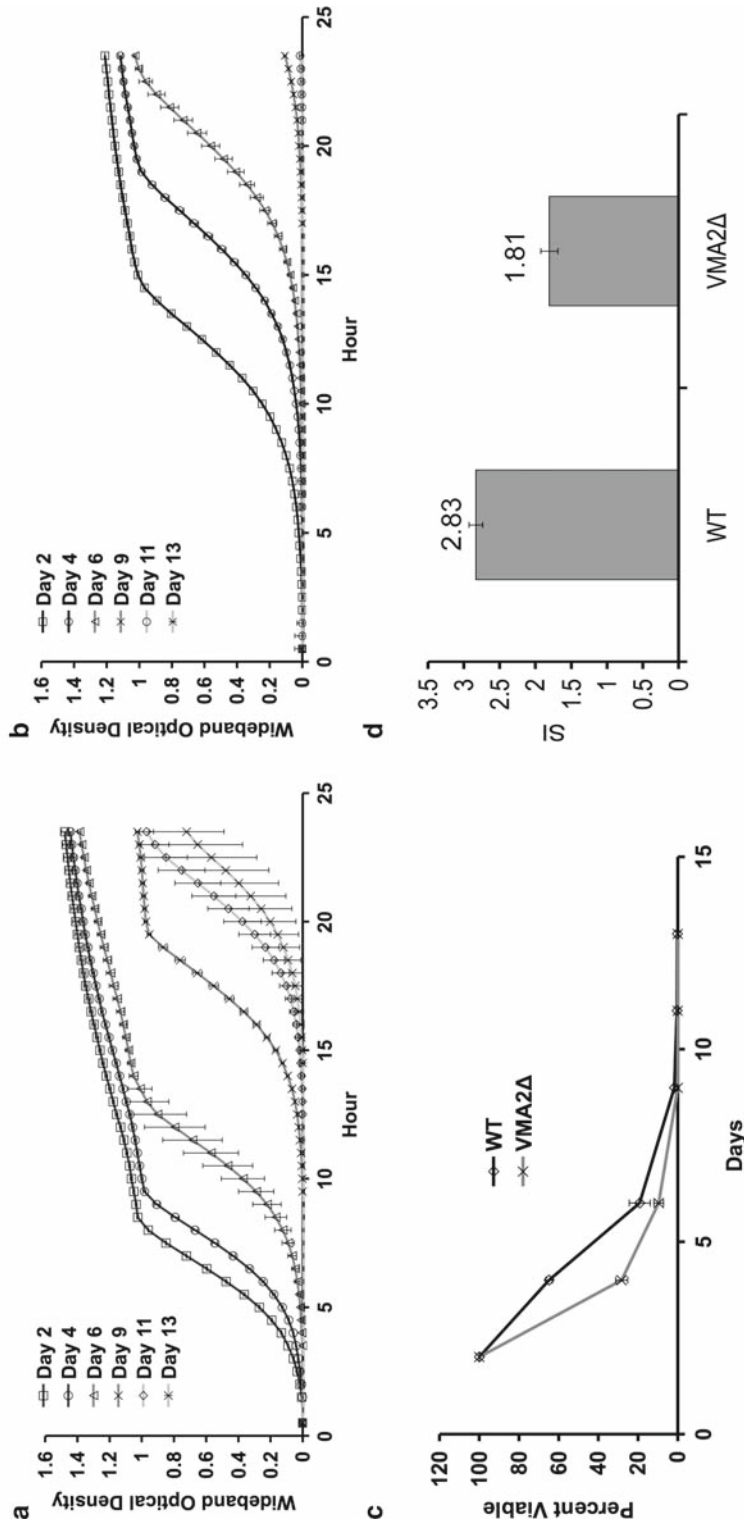 a
Wideband Optical Density
1.6
1.4
1.2
1
0.8
0.6
0.4
0.2
0
0
5
10
15
20
25
Hour
Day 2
Day 4
Day 6
Day 9
Day 11
Day 13
b
Wideband Optical Density
1.6
1.4
1.2
1
0.8
0.6
0.4
0.2
0
0
5
10
15
20
25
Hour
Day 2
Day 4
Day 6
Day 9
Day 11
Day 13
c
Percent Viable
120
100
80
60
40
20
0
0
5
10
15
Days
WT
VMA2Δ
d
SI
3.5
3
2.5
2
1.5
1
0.5
0
2.83
1.81
WT
VMA2Δ